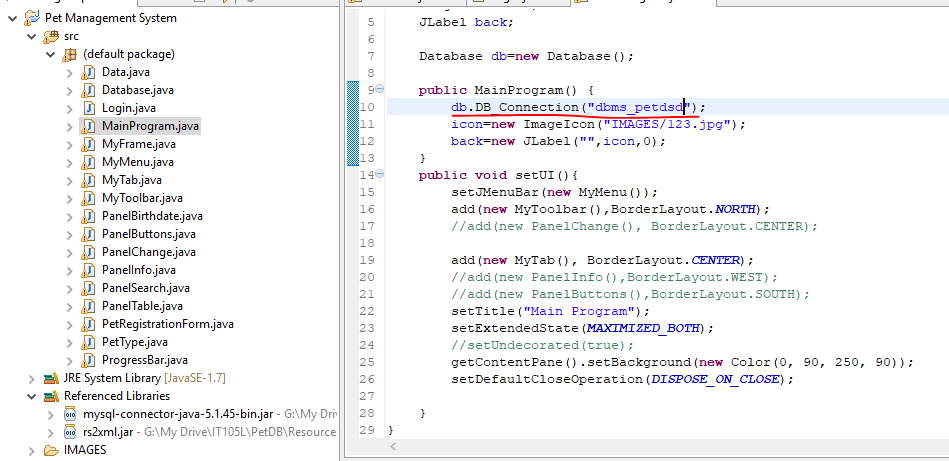 Pet Management System
src
(default package)
Data.java
Database.java
Login.java
MainProgram.java
MyFrame.java
MyMenu.java
MyTab.java
MyToolbar.java
PanelBirthdate.java
PanelButtons.java
PanelChange.java
PanelInfo.java
PanelSearch.java
PanelTable.java
PetRegistrationForm.java
PetType.java
ProgressBar.java
JRE System Library [JavaSE-1.7]
Referenced Libraries
mysql-connector-java-5.1.45-bin.jar - G:\My Driv
rs2xml.jar - G:\My Drive\IT105L\PetDB\Resource
IMAGES
5 JLabel back;
6
7 Database db=new Database();
8
9 public MainProgram() {
10 db.DB_Connection("dbms_petdsd");
11 icon=new ImageIcon("IMAGES/123.jpg");
12 back=new JLabel("",icon,0);
13 }
14 public void setUI(){
15 setJMenuBar(new MyMenu());
16 add(new MyToolbar(),BorderLayout.NORTH);
17 //add(new PanelChange(), BorderLayout.CENTER);
18
19 add(new MyTab(), BorderLayout.CENTER);
20 //add(new PanelInfo(),BorderLayout.WEST);
21 //add(new PanelButtons(),BorderLayout.SOUTH);
22 setTitle("Main Program");
23 setExtendedState(MAXIMIZED_BOTH);
24 //setUndecorated(true);
25 getContentPane().setBackground(new Color(0, 90, 250, 90));
26 setDefaultCloseOperation(DISPOSE_ON_CLOSE);
27
28 }
29 }